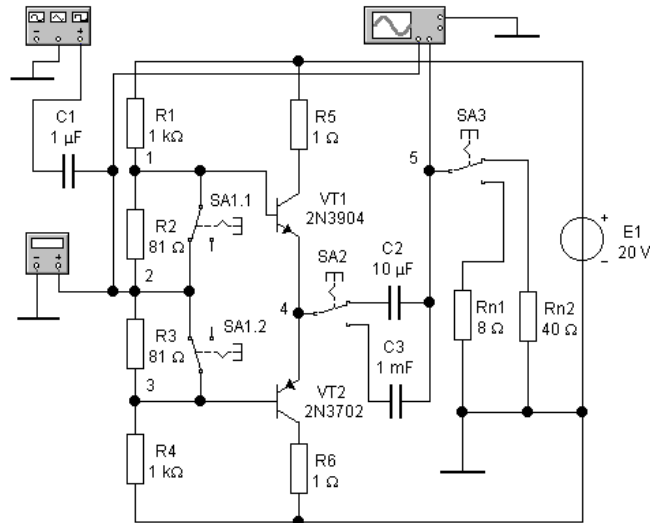 R1
1 kΩ
C1
1 µF
1
R5
1 Ω
SA3
5
VT1
2N3904
SA1.1
R2
81 Ω
2
E1
20 V
+
−
SA2
C2
10 µF
4
Rn1
8 Ω
Rn2
40 Ω
R3
81 Ω
SA1.2
C3
1 mF
3
VT2
2N3702
R4
1 kΩ
R6
1 Ω
− +
− +